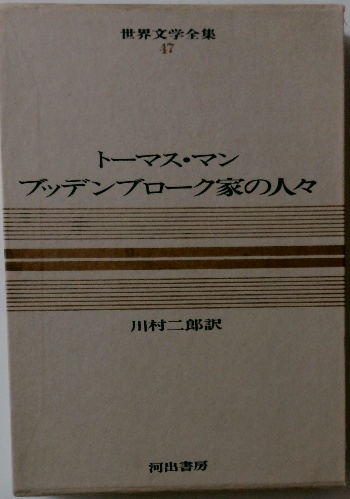 世界文学全集
47
トーマス・マン
ブッデンブローク家の人々
川村二郎訳
河出書房